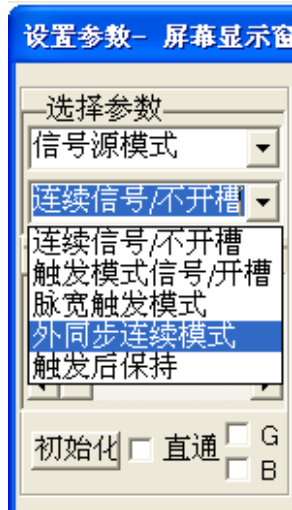 设置参数- 屏幕显示窗
选择参数
信号源模式
连续信号/不开槽
连续信号/不开槽
触发模式信号/开槽
脉宽触发模式
外同步连续模式
触发后保持
初始化 直通 G
B